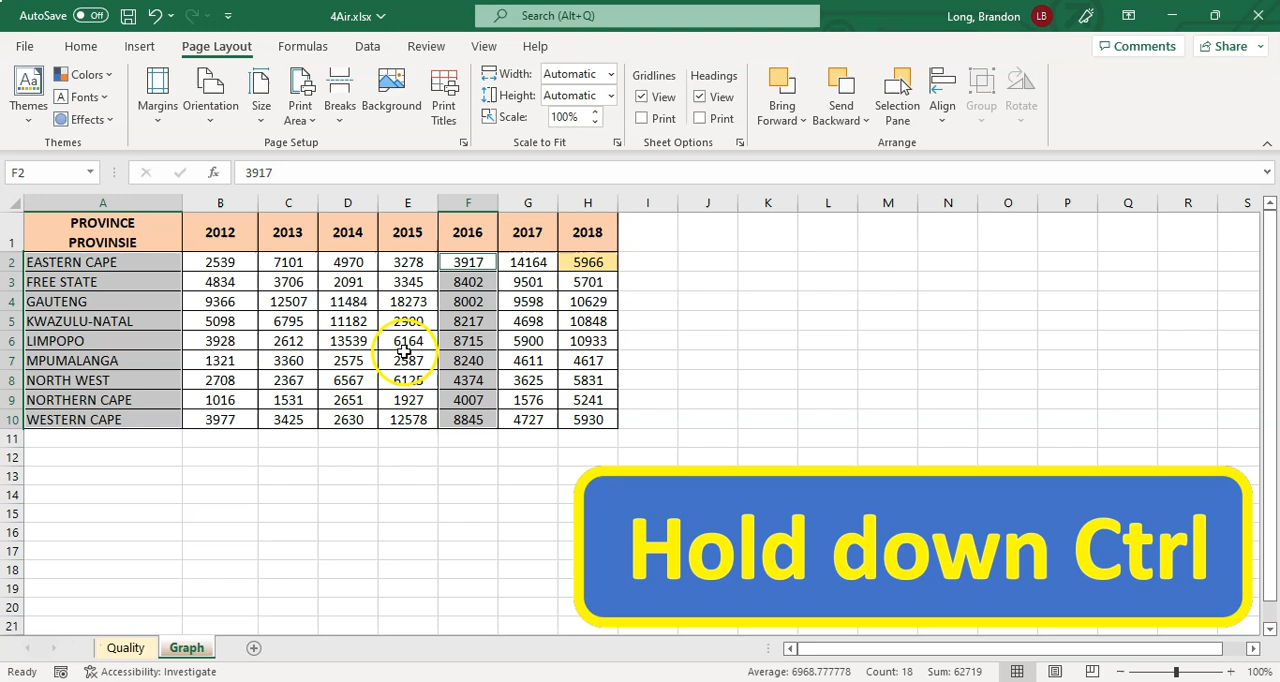 AutoSave Off 4Air.xlsx Search (Alt+Q) Long, Brandon LB
File Home Insert Page Layout Formulas Data Review View Help Comments Share
Themes Colors Fonts Effects Margins Orientation Size Print Area Breaks Background Print Titles Width: Automatic Height: Automatic Scale: 100% Gridlines View Print Headings View Print Bring Forward Send Backward Selection Pane Align Group Rotate
Themes Page Setup Scale to Fit Sheet Options Arrange
F2 fx 3917
A B C D E F G H I J K L M N O P Q R S
1 PROVINCE PROVINSIE 2012 2013 2014 2015 2016 2017 2018
2 EASTERN CAPE 2539 7101 4970 3278 3917 14164 5966
3 FREE STATE 4834 3706 2091 3345 8402 9501 5701
4 GAUTENG 9366 12507 11484 18273 8002 9598 10629
5 KWAZULU-NATAL 5098 6795 11182 2900 8217 4698 10848
6 LIMPOPO 3928 2612 13539 6164 8715 5900 10933
7 MPUMALANGA 1321 3360 2575 2587 8240 4611 4617
8 NORTH WEST 2708 2367 6567 6125 4374 3625 5831
9 NORTHERN CAPE 1016 1531 2651 1927 4007 1576 5241
10 WESTERN CAPE 3977 3425 2630 12578 8845 4727 5930
11
12
13
14
15
16
17
18
19
20
21
Hold down Ctrl
Quality Graph
Ready Accessibility: Investigate Average: 6968.777778 Count: 18 Sum: 62719 100%